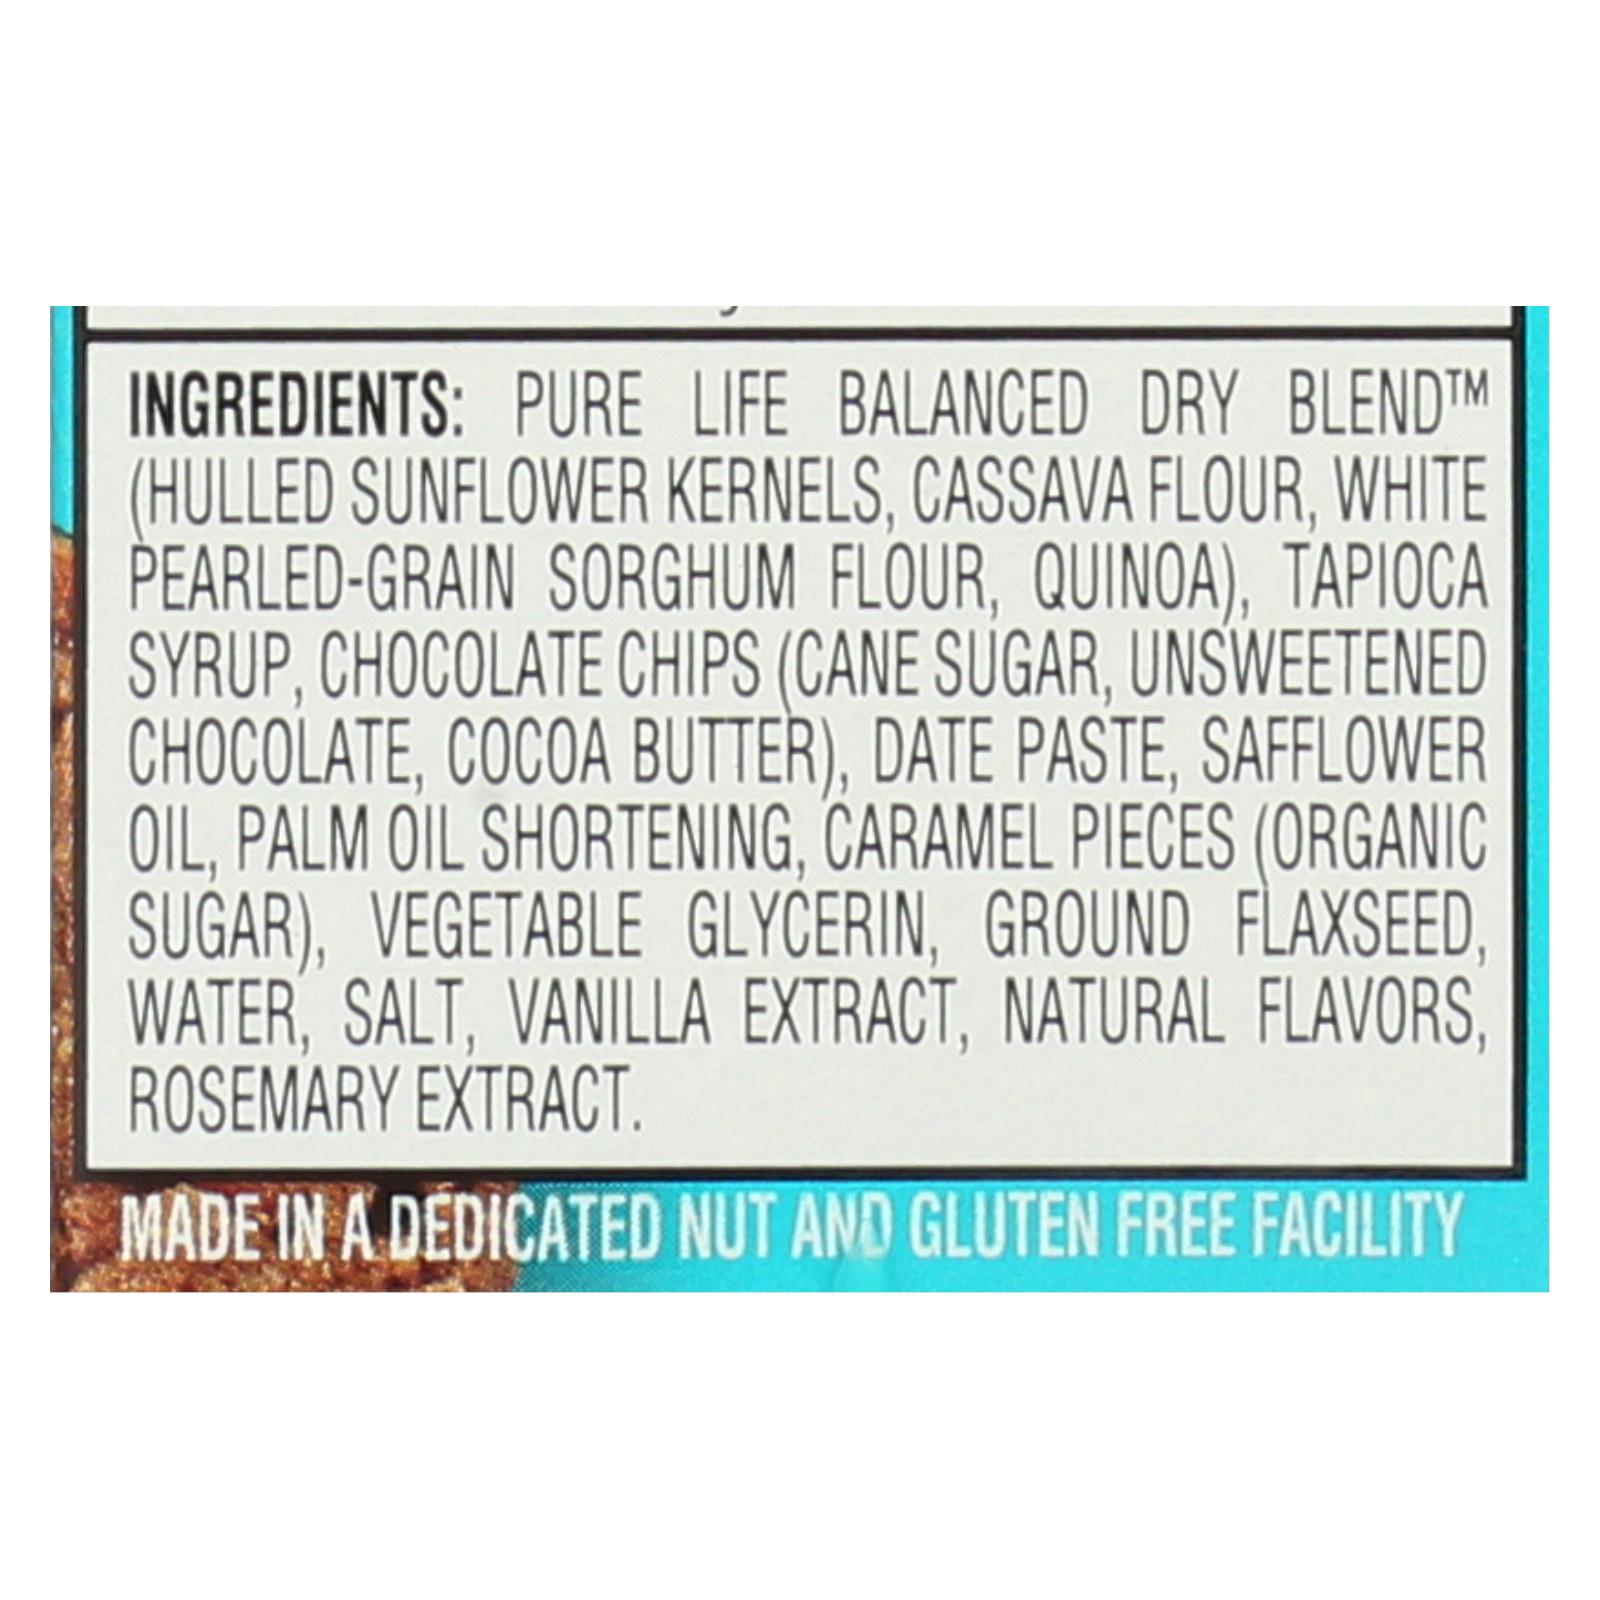 INGREDIENTS: PURE LIFE BALANCED DRY BLEND™
(HULLED SUNFLOWER KERNELS, CASSAVA FLOUR, WHITE
PEARLED-GRAIN SORGHUM FLOUR, QUINOA), TAPIOCA
SYRUP, CHOCOLATE CHIPS (CANE SUGAR, UNSWEETENED
CHOCOLATE, COCOA BUTTER), DATE PASTE, SAFFLOWER
OIL, PALM OIL SHORTENING, CARAMEL PIECES (ORGANIC
SUGAR), VEGETABLE GLYCERIN, GROUND FLAXSEED,
WATER, SALT, VANILLA EXTRACT, NATURAL FLAVORS,
ROSEMARY EXTRACT.
MADE IN A DEDICATED NUT AND GLUTEN FREE FACILITY